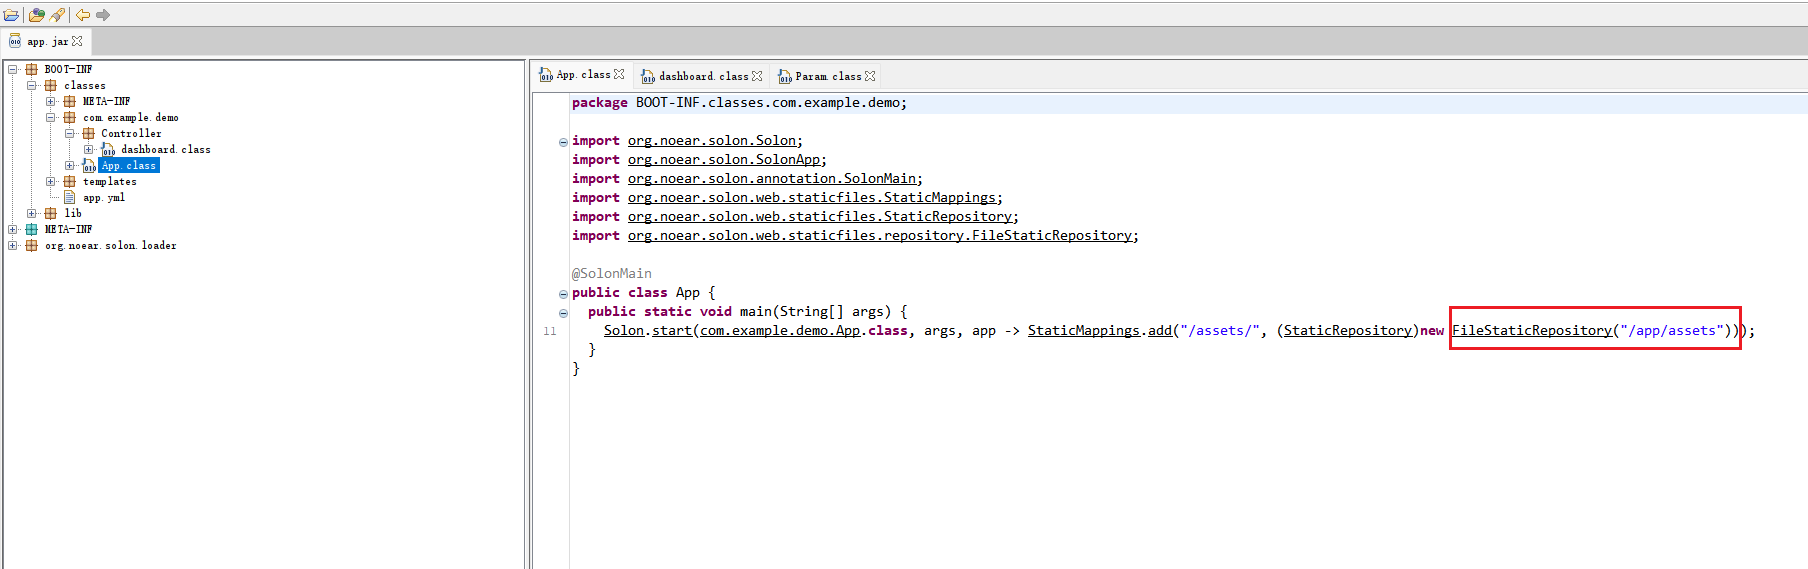 app.jar
BOOT-INF
classes
META-INF
com.example.demo
Controller
dashboard.class
App.class
templates
app.yml
lib
META-INF
org.noear.solon.loader
App.class
dashboard.class
Param.class
package BOOT-INF.classes.com.example.demo;
import org.noear.solon.Solon;
import org.noear.solon.SolonApp;
import org.noear.solon.annotation.SolonMain;
import org.noear.solon.web.staticfiles.StaticMappings;
import org.noear.solon.web.staticfiles.StaticRepository;
import org.noear.solon.web.staticfiles.repository.FileStaticRepository;
@SolonMain
public class App {
public static void main(String[] args) {
11 Solon.start(com.example.demo.App.class, args, app -> StaticMappings.add("/assets/", (StaticRepository)new FileStaticRepository("/app/assets")));
}
}